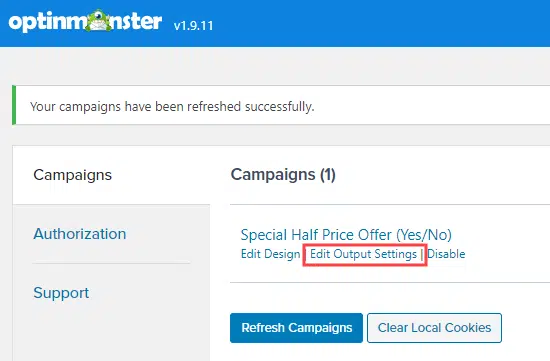 optinmonster v1.9.11
Your campaigns have been refreshed successfully.
Campaigns
Campaigns (1)
Authorization
Special Half Price Offer (Yes/No)
Edit Design | Edit Output Settings | Disable
Support
Refresh Campaigns
Clear Local Cookies